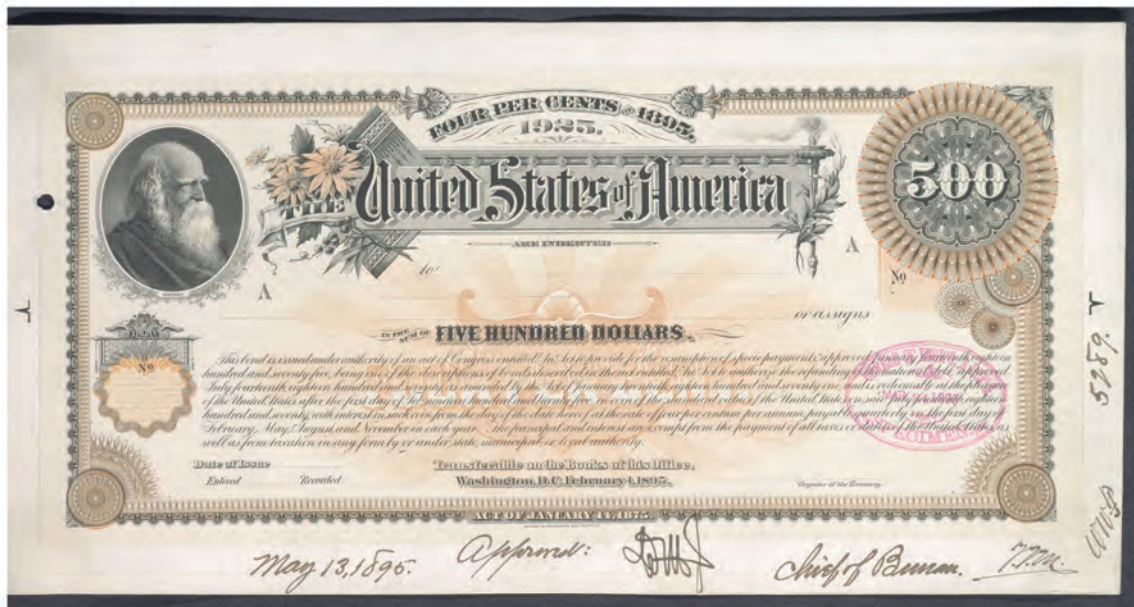 FOUR PER CENTS OF 1895.
1925.
THE United States of America
500
ARE INDEBTED
to
A
A
No
or assigns
IN THE SUM OF FIVE HUNDRED DOLLARS.
No
This bond is issued under authority of an act of Congress entitled "An Act to provide for the resumption of specie payments," approved January fourteenth, eighteen
hundred and seventy five, being one of the descriptions of bonds described in the act entitled "An Act to authorize the refunding of the national debt," approved
July fourteenth, eighteen hundred and seventy, as amended by the Act of January twentieth, eighteen hundred and seventy one, and is redeemable at the pleasure
of the United States after the first day of
of the United States on said July fourteenth, eighteen
hundred and seventy, with interest in such coin from the day of the date hereof at the rate of four per centum per annum, payable quarterly on the first day of
February, May, August, and November in each year. The principal and interest are exempt from the payment of all taxes or duties of the United States, as
well as from taxation in any form by or under state, municipal, or local authority.
SPECIMEN
Date of Issue
Entered Recorded
Transferable on the Books of this Office,
Washington, D.C. February 1, 1895.
Register of the Treasury.
ACT OF JANUARY 14, 1875.
May 13, 1895. Approved: Chief of Bureau.
5289.